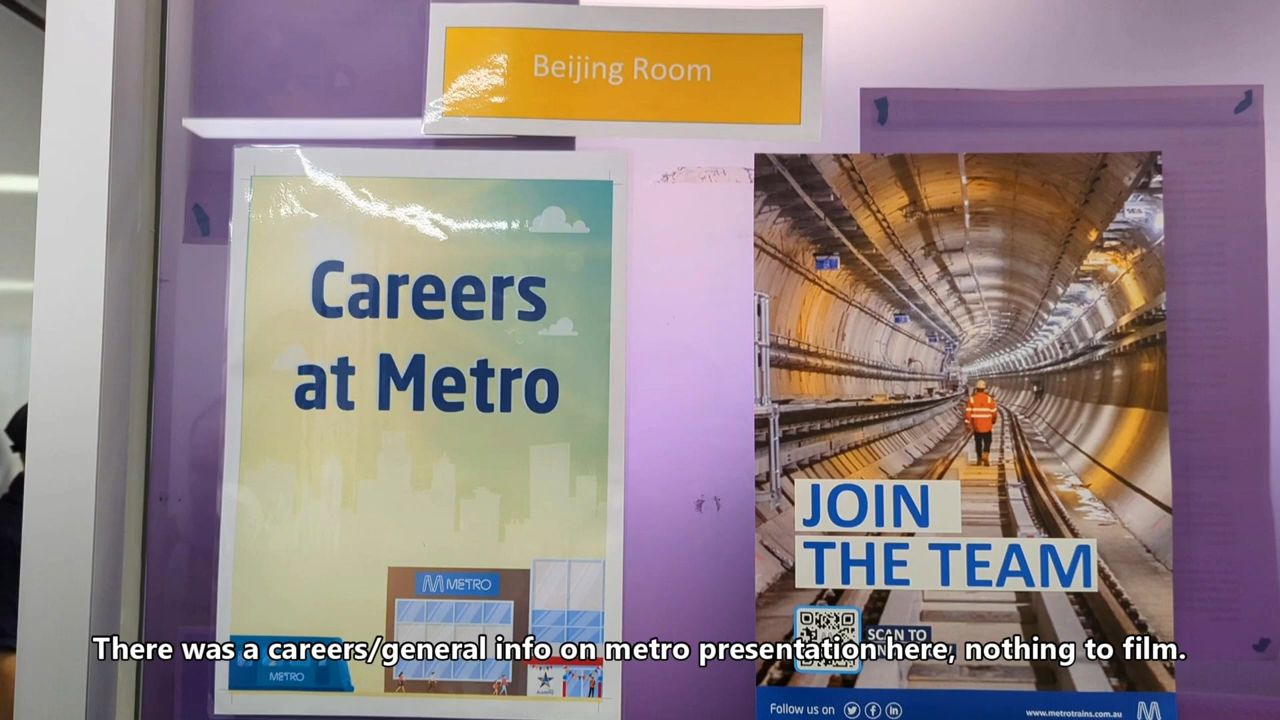 Beijing Room
Careers
at Metro
METRO
METRO
JOIN
THE TEAM
SCAN TO
There was a careers/general info on metro presentation here, nothing to film.
Follow us on
www.metrotrains.com.au